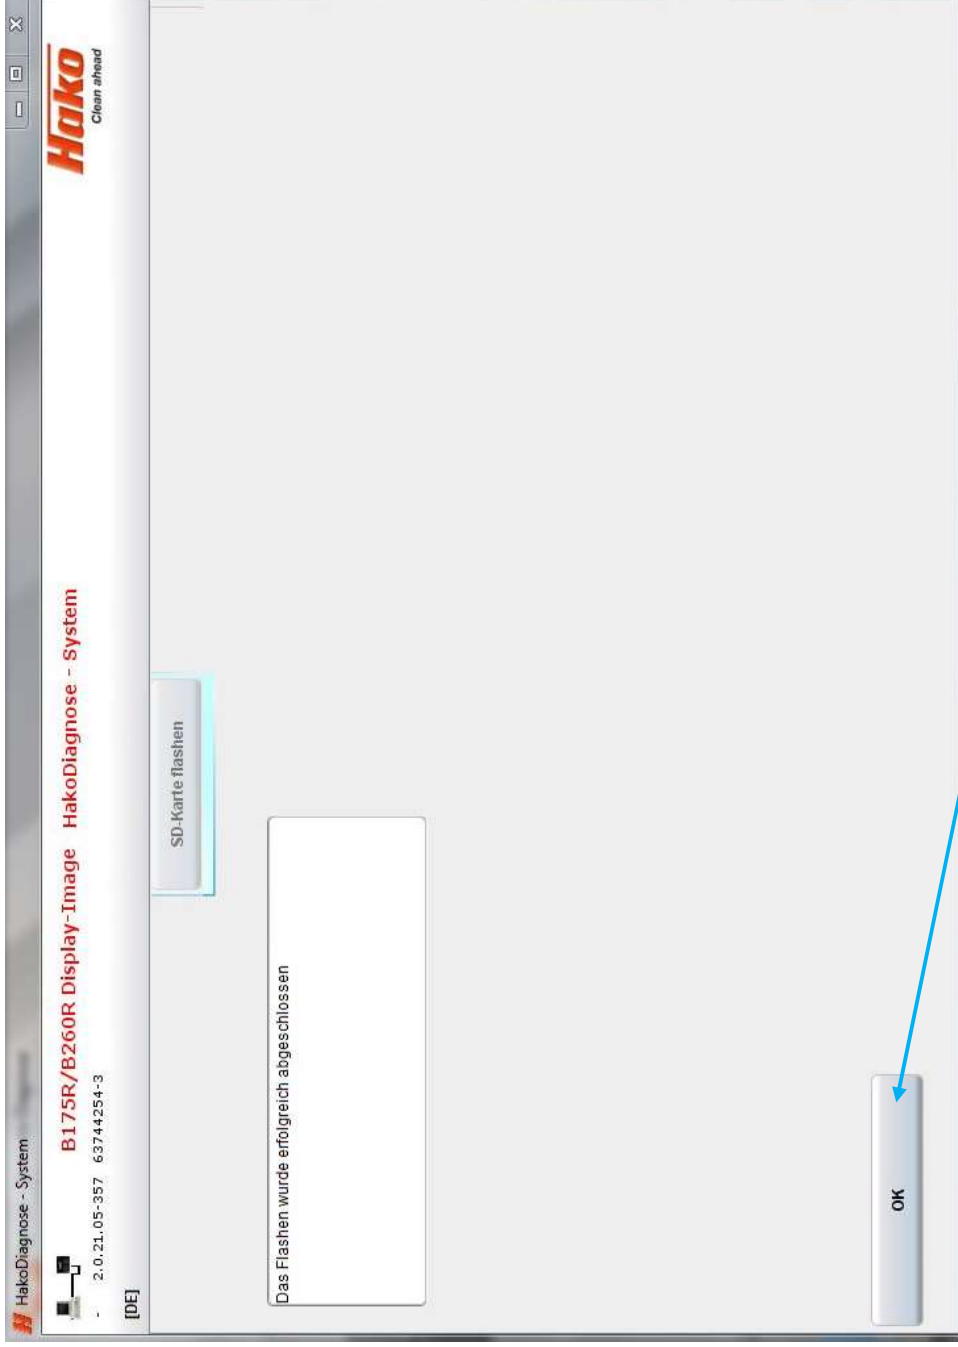 HakoDiagnose - System
B175R/B260R Display-Image HakoDiagnose - System
Hako
Clean ahead
- 2.0.21.05-357 63744254-3
[DE]
SD-Karte flashen
Das Flashen wurde erfolgreich abgeschlossen
OK